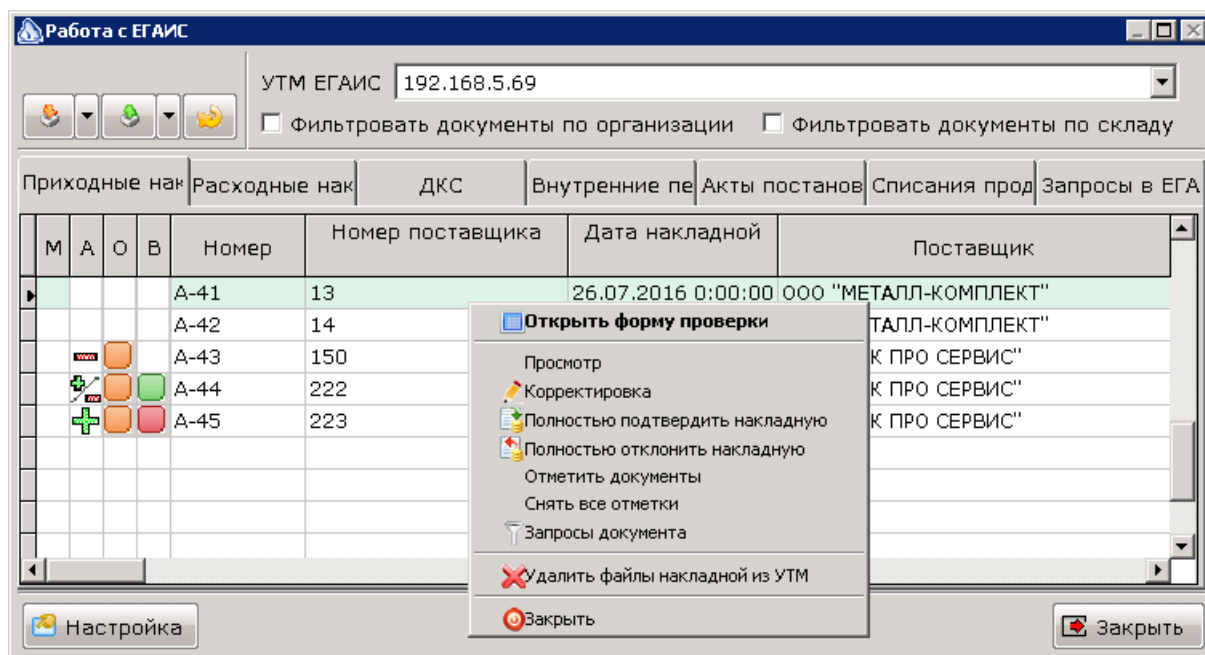 Работа с ЕГАИС
УТМ ЕГАИС 192.168.5.69
Фильтровать документы по организации Фильтровать документы по складу
Приходные нак Расходные нак ДКС Внутренние пе Акты постанов Списания прод Запросы в ЕГА
М А О В Номер Номер поставщика Дата накладной Поставщик
А-41 13 26.07.2016 0:00:00 ООО "МЕТАЛЛ-КОМПЛЕКТ"
А-42 14 ТАЛЛ-КОМПЛЕКТ"
А-43 150 К ПРО СЕРВИС"
А-44 222 К ПРО СЕРВИС"
А-45 223 К ПРО СЕРВИС"
Открыть форму проверки
Просмотр
Корректировка
Полностью подтвердить накладную
Полностью отклонить накладную
Отметить документы
Снять все отметки
Запросы документа
Удалить файлы накладной из УТМ
Закрыть
Настройка Закрыть